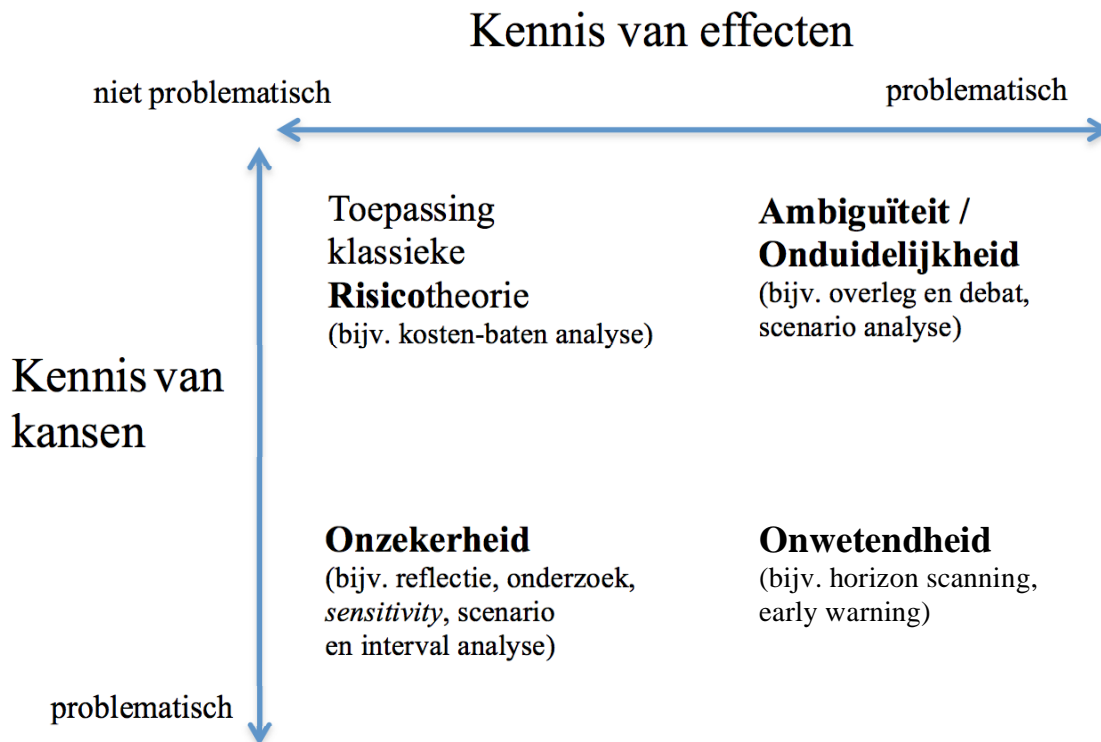 Kennis van effecten
niet problematisch
problematisch
Toepassing
klassieke
Risicotheorie
(bijv. kosten-baten analyse)
Ambiguïteit /
Onduidelijkheid
(bijv. overleg en debat,
scenario analyse)
Kennis van
kansen
Onzekerheid
(bijv. reflectie, onderzoek,
sensitivity, scenario
en interval analyse)
Onwetendheid
(bijv. horizon scanning,
early warning)
problematisch